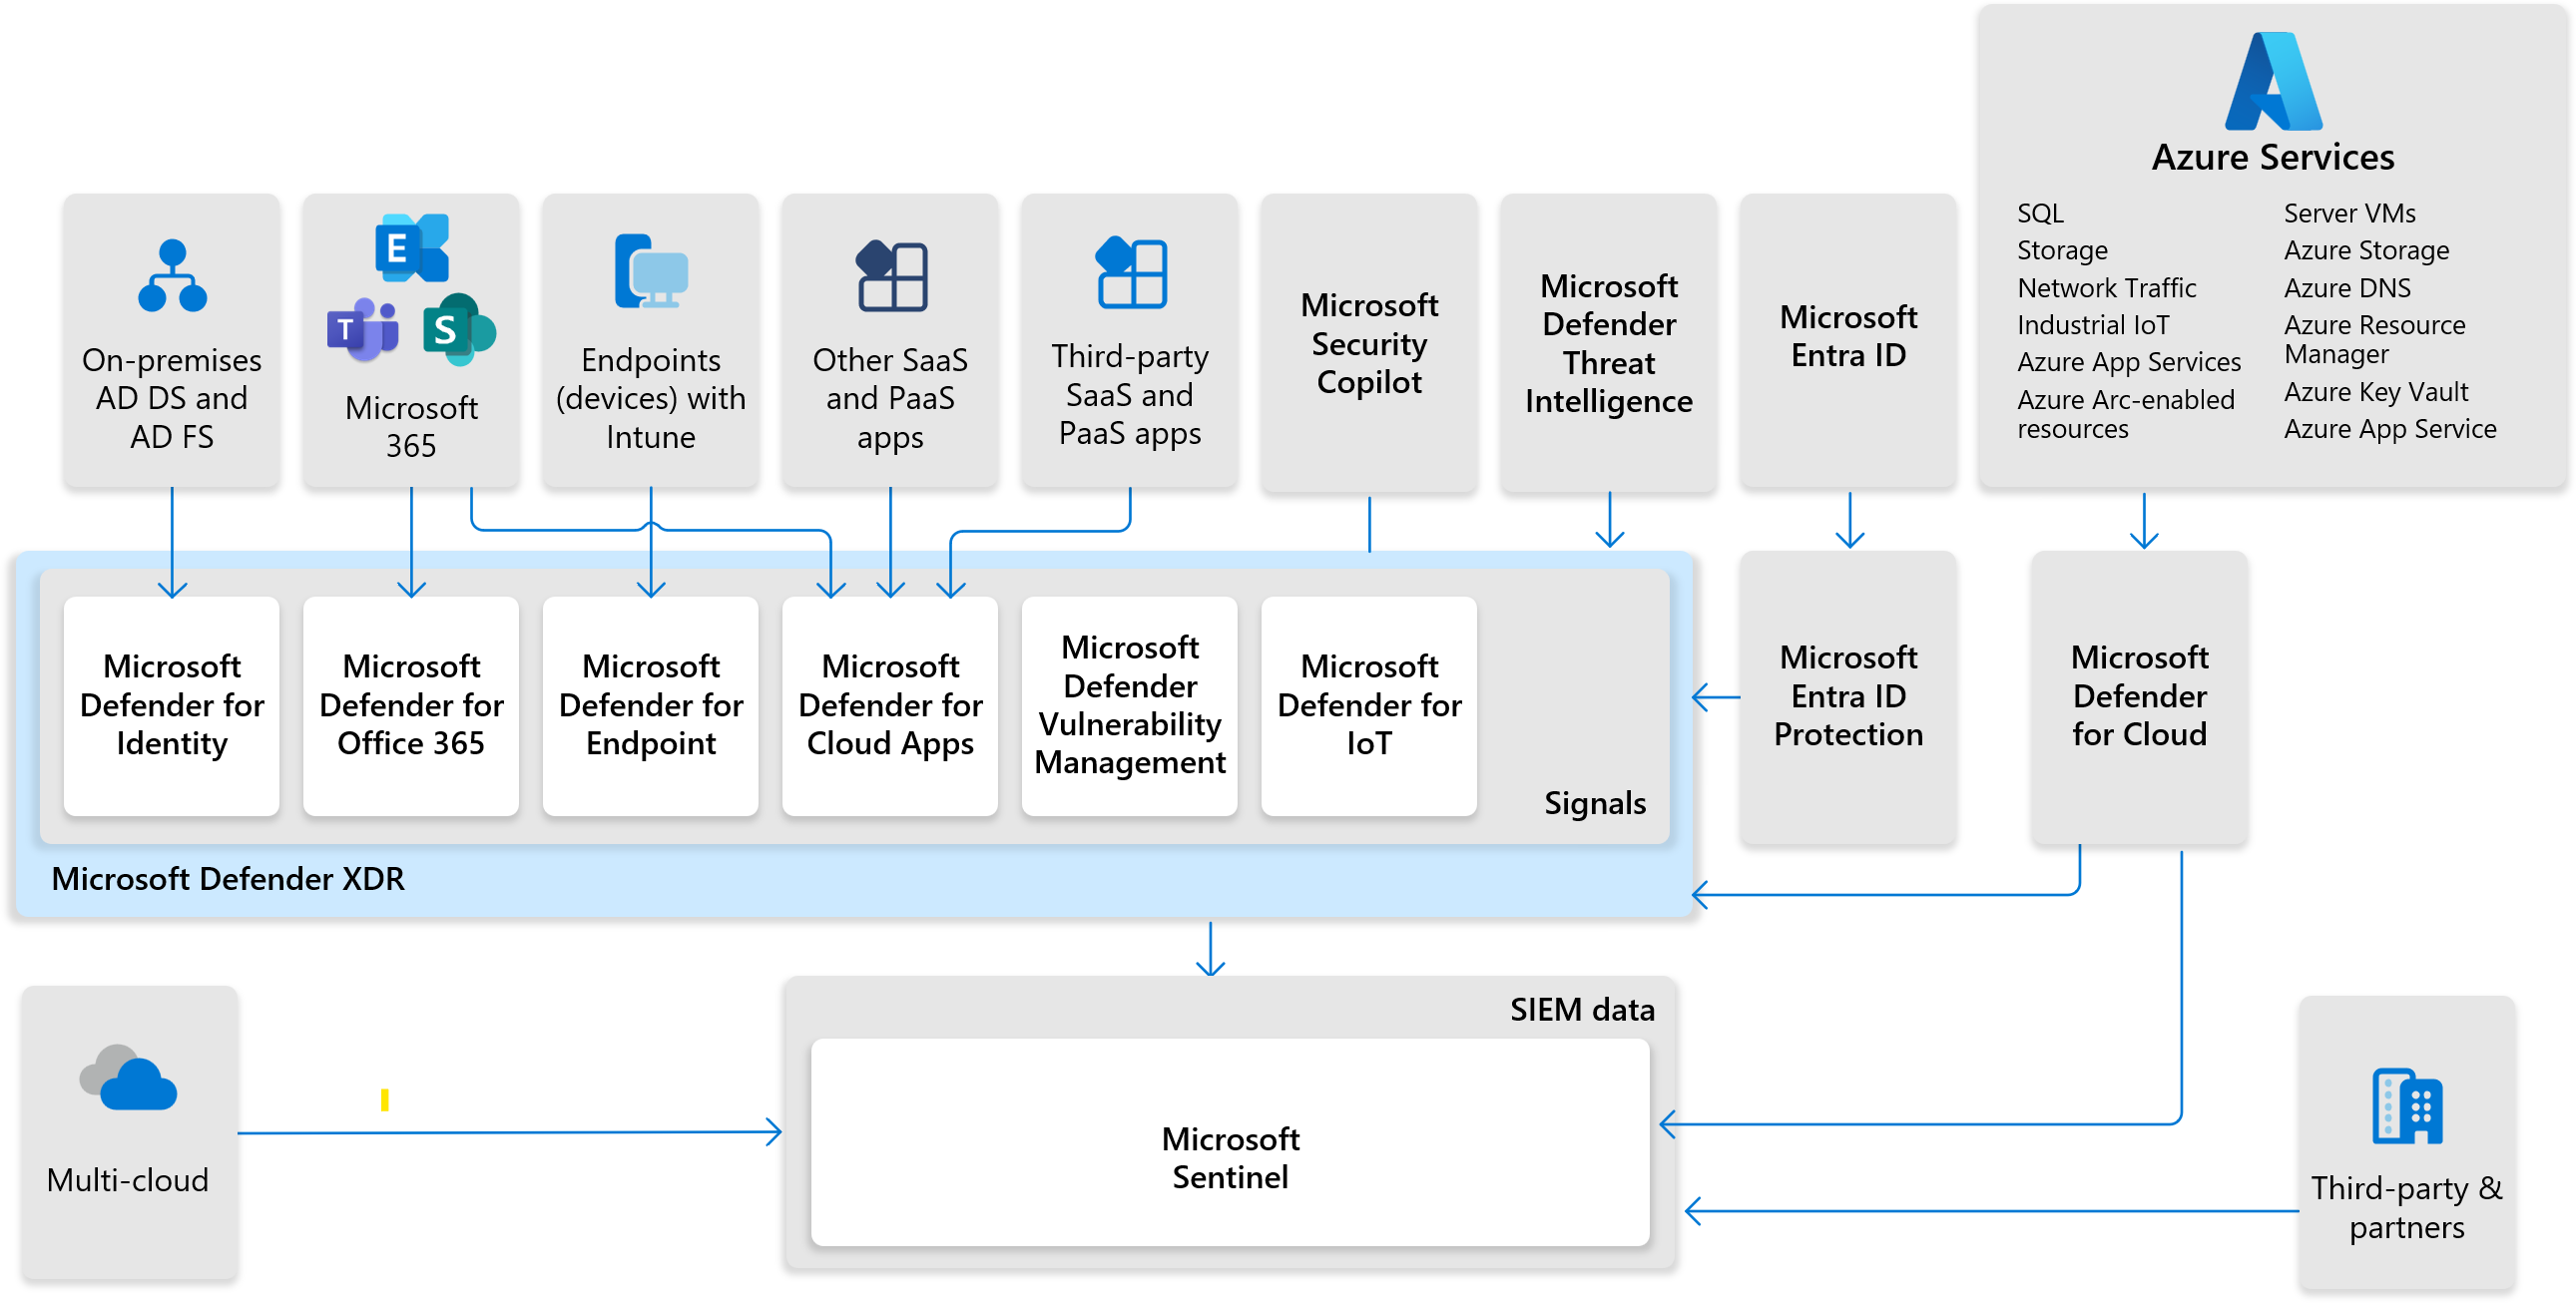 Azure Services
SQL
Storage
Network Traffic
Industrial IoT
Azure App Services
Azure Arc-enabled
resources
Server VMs
Azure Storage
Azure DNS
Azure Resource
Manager
Azure Key Vault
Azure App Service
On-premises
AD DS and
AD FS
E
T
S
Microsoft
365
Endpoints
(devices) with
Intune
Other SaaS
and PaaS
apps
Third-party
SaaS and
PaaS apps
Microsoft
Security
Copilot
Microsoft
Defender
Threat
Intelligence
Microsoft
Entra ID
Microsoft
Defender for
Identity
Microsoft
Defender for
Office 365
Microsoft
Defender for
Endpoint
Microsoft
Defender for
Cloud Apps
Microsoft
Defender
Vulnerability
Management
Microsoft
Defender for
IoT
Signals
Microsoft Defender XDR
Microsoft
Entra ID
Protection
Microsoft
Defender
for Cloud
Multi-cloud
SIEM data
Microsoft
Sentinel
Third-party &
partners